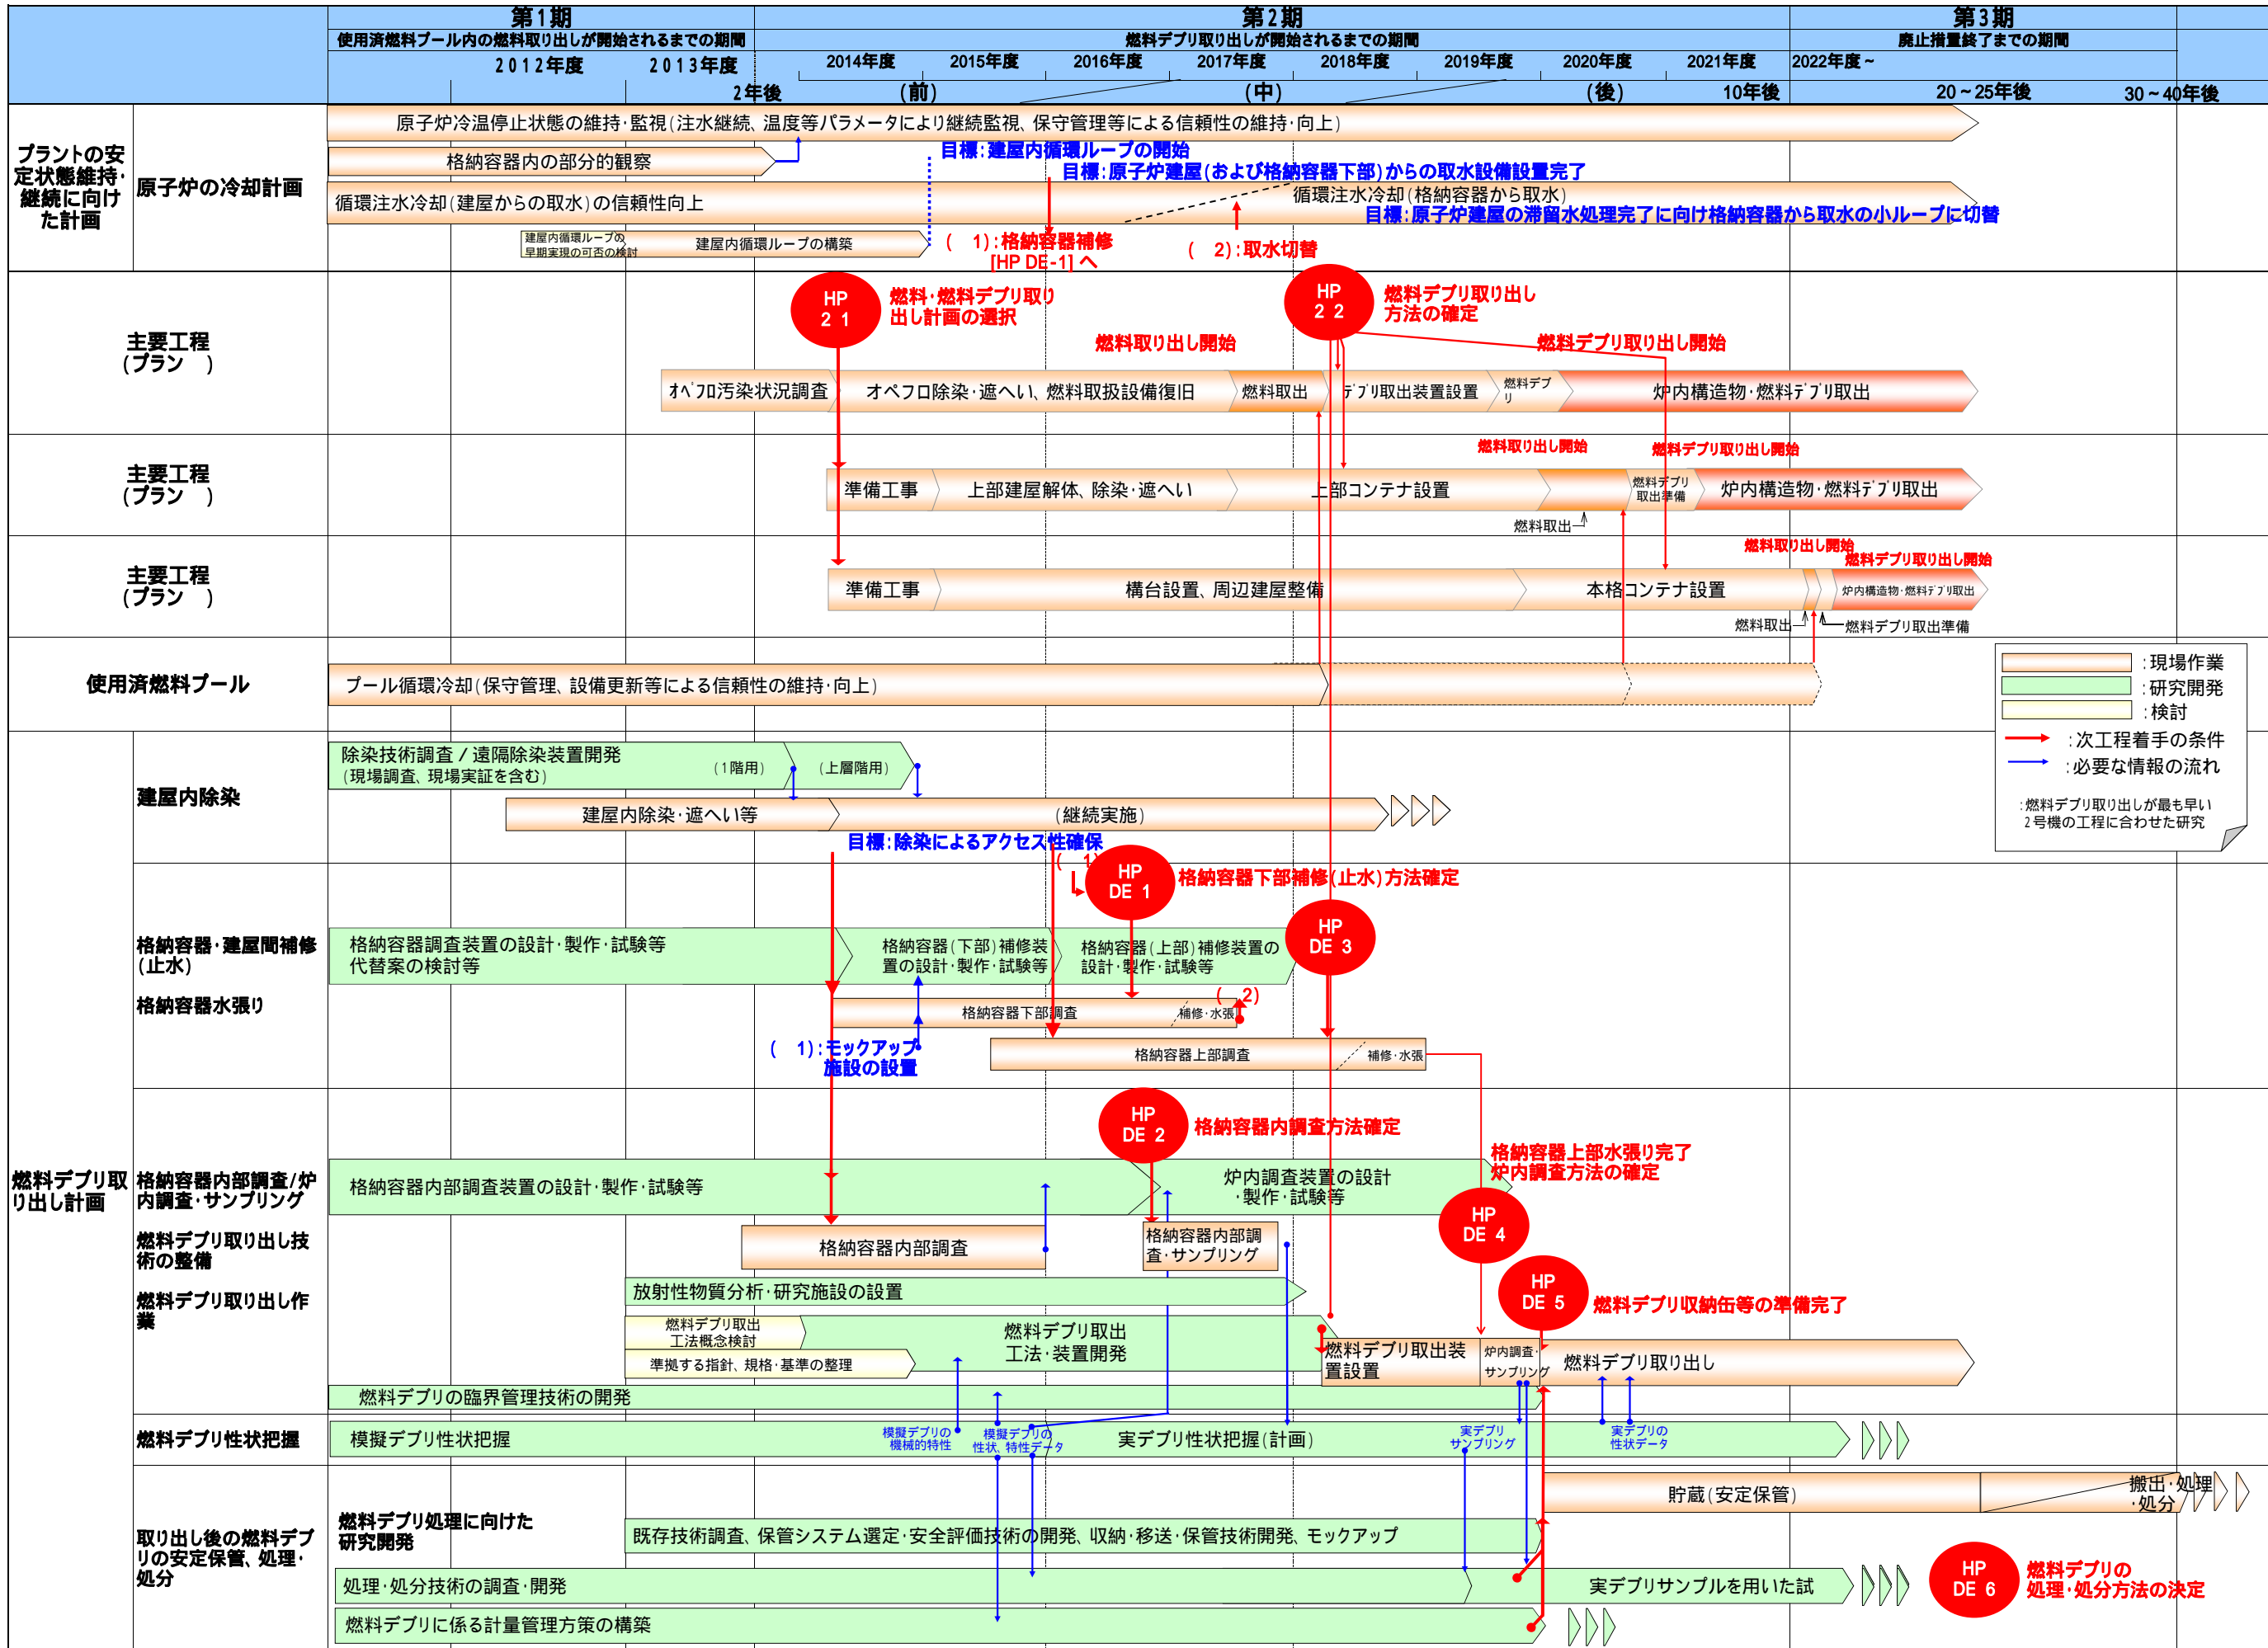 第1期
第2期
第3期
使用済燃料プール内の燃料取り出しが開始されるまでの期間
燃料デブリ取り出しが開始されるまでの期間
廃止措置終了までの期間
2012年度
2013年度
2014年度
2015年度
2016年度
2017年度
2018年度
2019年度
2020年度
2021年度
2022年度~
2年後
(前)
(中)
(後)
10年後
20~25年後
30~40年後
プラントの安
定状態維持・
継続に向け
た計画
原子炉の冷却計画
原子炉冷温停止状態の維持・監視(注水継続、温度等パラメータにより継続監視、保守管理等による信頼性の維持・向上)
格納容器内の部分的観察
目標:建屋内循環ループの開始
目標:原子炉建屋(および格納容器下部)からの取水設備設置完了
循環注水冷却(建屋からの取水)の信頼性向上
循環注水冷却(格納容器から取水)
目標:原子炉建屋の滞留水処理完了に向け格納容器から取水の小ループに切替
建屋内循環ループの
早期実現の可否の検討
建屋内循環ループの構築
( 1):格納容器補修
[HP DE-1]へ
( 2):取水切替
主要工程
(プラン )
HP
2 1
燃料・燃料デブリ取り
出し計画の選択
HP
2 2
燃料デブリ取り出し
方法の確定
燃料取り出し開始
燃料デブリ取り出し開始
オペフロ汚染状況調査
オペフロ除染・遮へい、燃料取扱設備復旧
燃料取出
デブリ取出装置設置
燃料デブ
リ
炉内構造物・燃料デブリ取出
主要工程
(プラン )
燃料取り出し開始
燃料デブリ取り出し開始
準備工事
上部建屋解体、除染・遮へい
上部コンテナ設置
燃料デブリ
取出準備
炉内構造物・燃料デブリ取出
燃料取出
主要工程
(プラン )
燃料取り出し開始
燃料デブリ取り出し開始
準備工事
構台設置、周辺建屋整備
本格コンテナ設置
炉内構造物・燃料デブリ取出
燃料取出
燃料デブリ取出準備
使用済燃料プール
プール循環冷却(保守管理、設備更新等による信頼性の維持・向上)
:現場作業
:研究開発
:検討
:次工程着手の条件
:必要な情報の流れ
:燃料デブリ取り出しが最も早い
2号機の工程に合わせた研究
燃料デブリ取
り出し計画
建屋内除染
除染技術調査/遠隔除染装置開発
(現場調査、現場実証を含む)
(1階用)
(上層階用)
建屋内除染・遮へい等
(継続実施)
目標:除染によるアクセス性確保
格納容器・建屋間補修
(止水)
格納容器水張り
( 1)
HP
DE 1
格納容器下部補修(止水)方法確定
HP
DE 3
格納容器調査装置の設計・製作・試験等
代替案の検討等
格納容器(下部)補修装
置の設計・製作・試験等
格納容器(上部)補修装置の
設計・製作・試験等
( 2)
格納容器下部調査
補修・水張
( 1):モックアップ
施設の設置
格納容器上部調査
補修・水張
格納容器内部調査/炉
内調査・サンプリング
燃料デブリ取り出し技
術の整備
燃料デブリ取り出し作
業
HP
DE 2
格納容器内調査方法確定
格納容器内部調査装置の設計・製作・試験等
炉内調査装置の設計
・製作・試験等
格納容器上部水張り完了
炉内調査方法の確定
HP
DE 4
格納容器内部調査
格納容器内部調
査・サンプリング
放射性物質分析・研究施設の設置
HP
DE 5
燃料デブリ収納缶等の準備完了
燃料デブリ取出
工法概念検討
燃料デブリ取出
工法・装置開発
準拠する指針、規格・基準の整理
燃料デブリ取出装
置設置
炉内調査・
サンプリング
燃料デブリ取り出し
燃料デブリの臨界管理技術の開発
燃料デブリ性状把握
模擬デブリ性状把握
模擬デブリの
機械的特性
模擬デブリの
性状、特性データ
実デブリ性状把握(計画)
実デブリ
サンプリング
実デブリの
性状データ
取り出し後の燃料デブ
リの安定保管、処理・
処分
貯蔵(安定保管)
搬出・処理
・処分
燃料デブリ処理に向けた
研究開発
既存技術調査、保管システム選定・安全評価技術の開発、収納・移送・保管技術開発、モックアップ
処理・処分技術の調査・開発
実デブリサンプルを用いた試
HP
DE 6
燃料デブリの
処理・処分方法の決定
燃料デブリに係る計量管理方策の構築